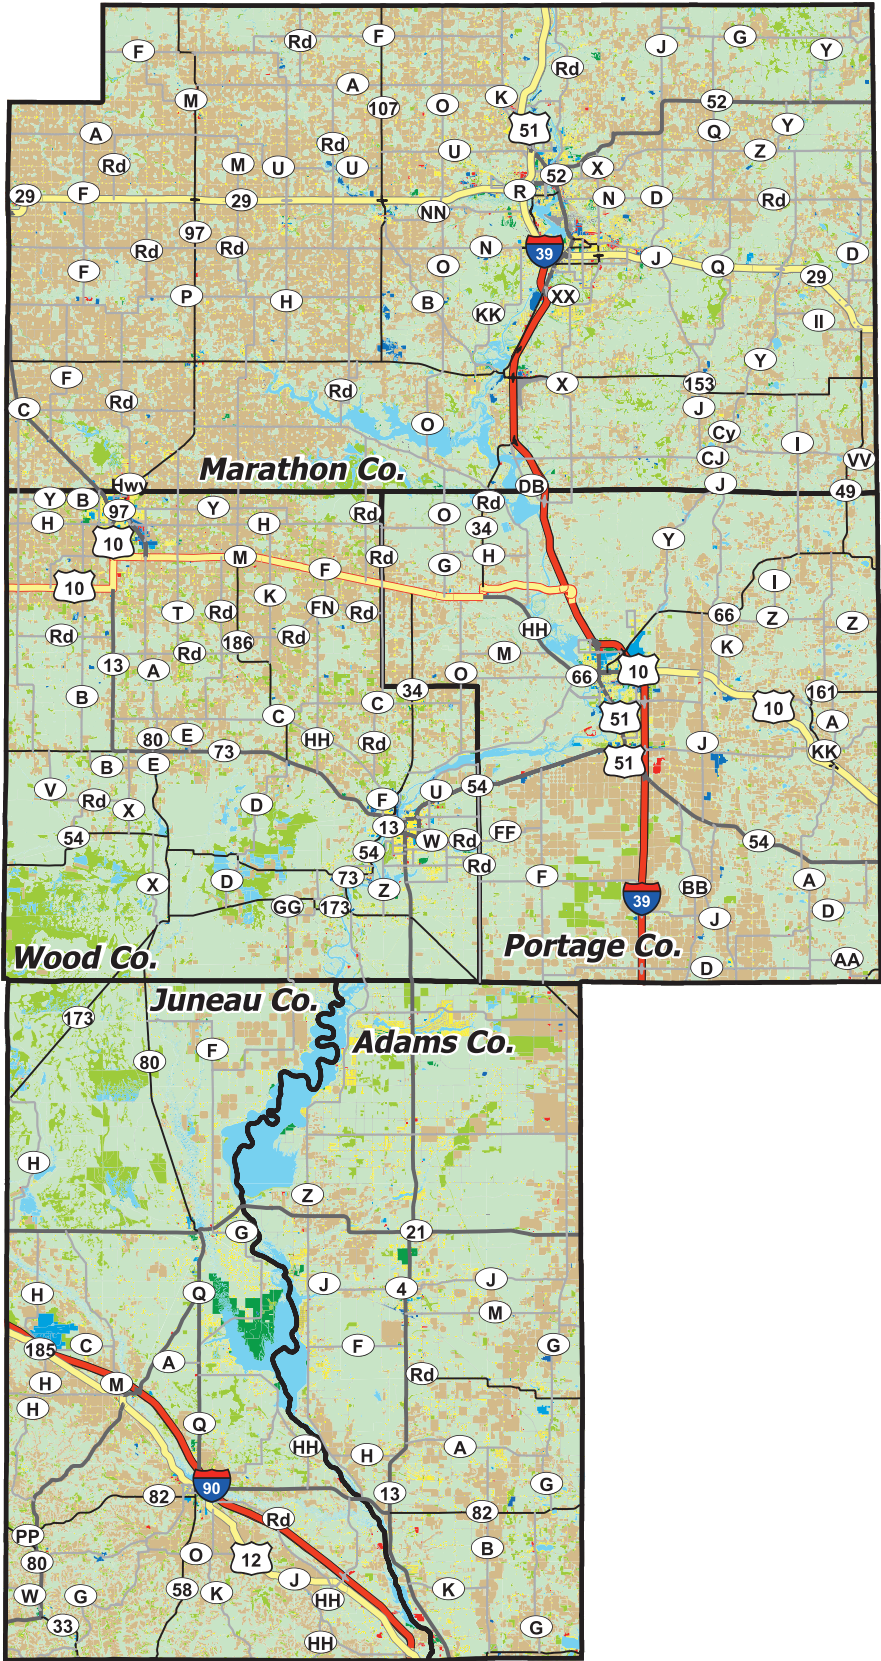 F
Rd
F
J
G
Y
Rd
M
A
107
O
K
52
51
Q
Y
A
Rd
M
U
Rd
U
U
52
X
Z
29
F
29
NN
R
N
D
Rd
97
Rd
Rd
N
39
J
Q
D
F
O
29
P
H
B
KK
XX
II
Y
F
Rd
Rd
X
153
C
O
J
Cy
I
CJ
VV
Marathon Co.
Hwy
DB
J
49
Y
B
97
Y
Rd
O
Rd
H
H
34
10
M
F
Rd
G
H
Y
10
T
Rd
K
FN
Rd
I
66
Z
Z
Rd
Rd
186
Rd
HH
K
13
A
M
O
66
10
B
C
C
34
51
10
161
A
80
E
73
HH
Rd
J
KK
B
E
51
V
Rd
X
D
F
U
54
54
13
W
Rd
FF
54
54
X
D
73
Z
Rd
F
BB
A
GG
173
39
J
D
Wood Co.
Portage Co.
D
AA
Juneau Co.
173
Adams Co.
80
F
H
Z
G
21
H
Q
J
4
J
M
185
C
A
F
G
H
M
Rd
H
Q
HH
H
A
90
G
82
13
82
Rd
PP
80
O
12
B
W
G
58
K
J
HH
K
33
HH
G